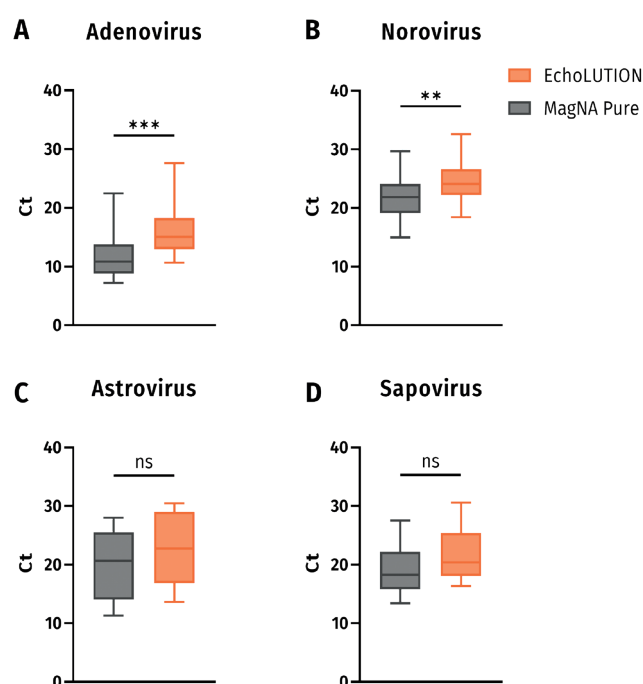 A Adenovirus
40
30
20
10
0
Ct
***
B Norovirus
40
30
20
10
0
Ct
**
EchoLUTION
MagNA Pure
C Astrovirus
40
30
20
10
0
Ct
ns
D Sapovirus
40
30
20
10
0
Ct
ns